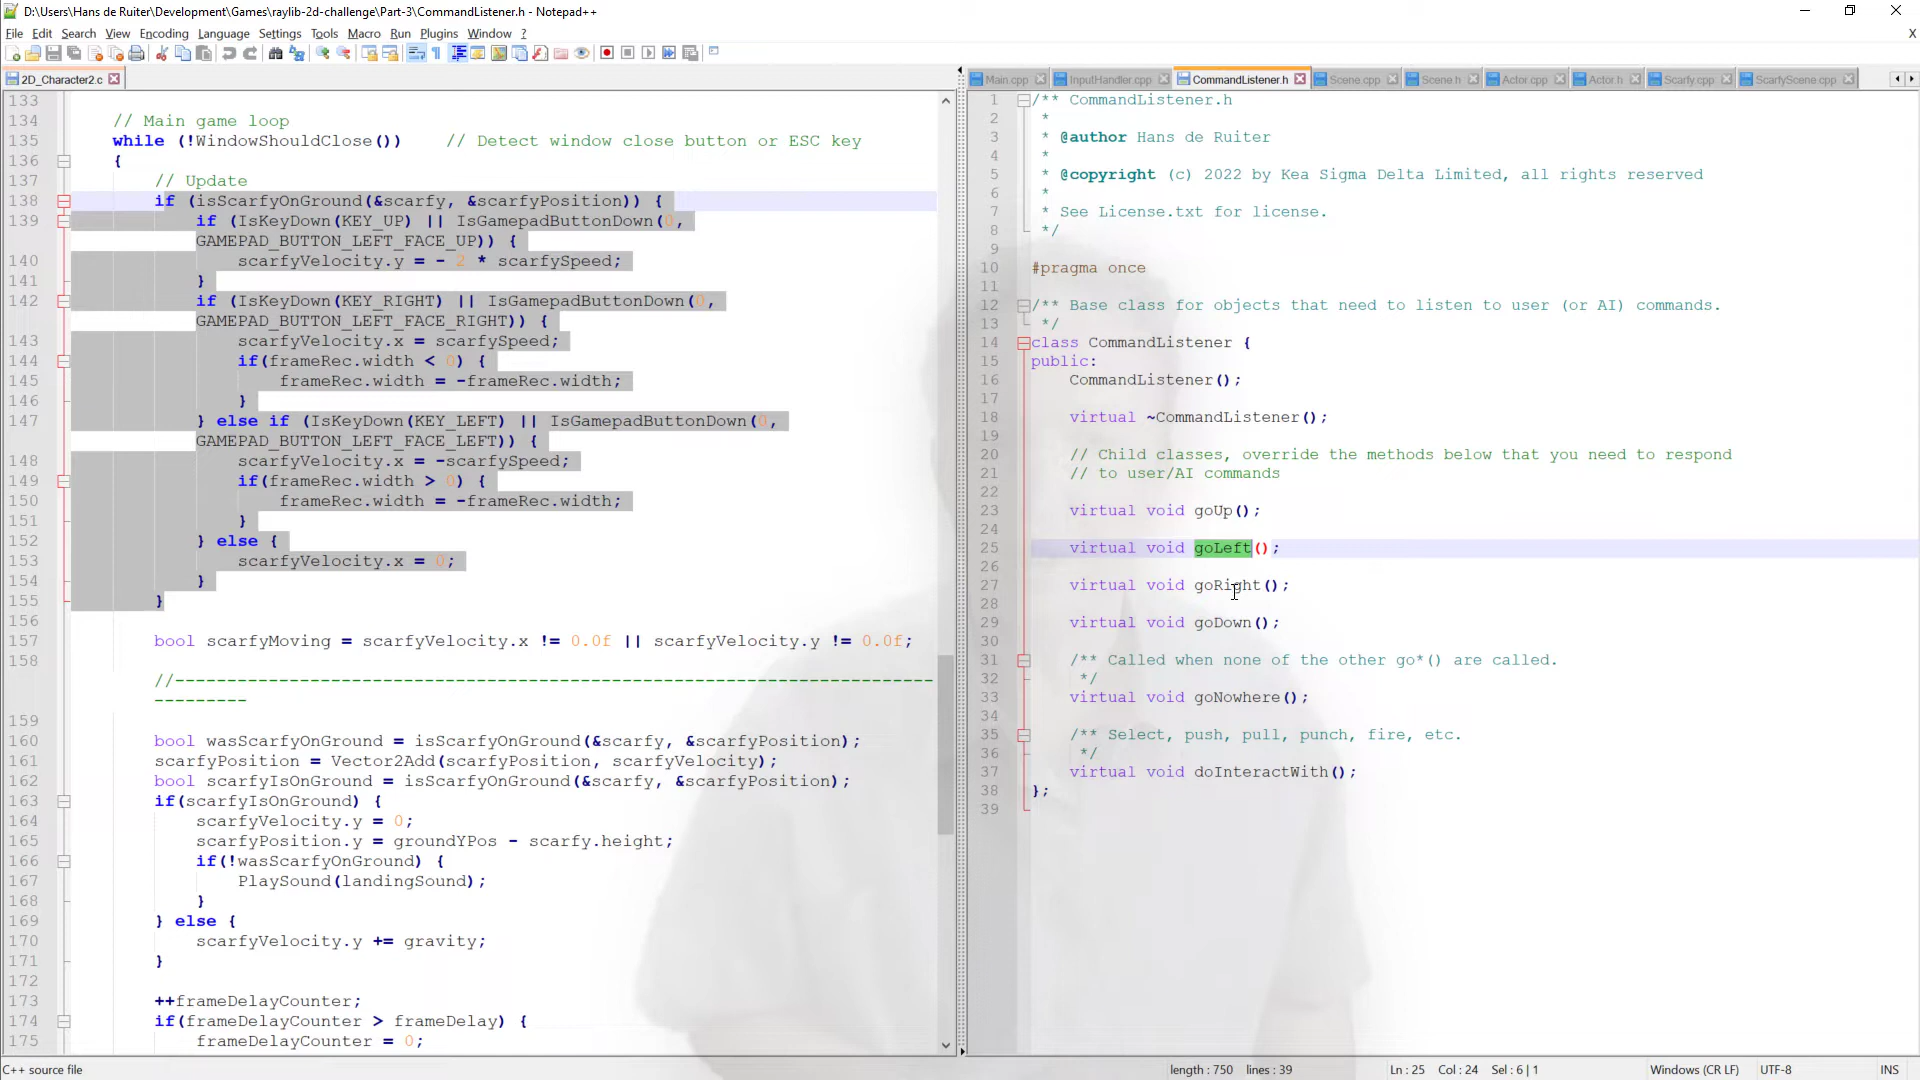 D:\Users\Hans de Ruiter\Development\Games\raylib-2d-challenge\Part-3\CommandListener.h - Notepad++
File Edit Search View Encoding Language Settings Tools Macro Run Plugins Window ? X
2D_Character2.c
133
134 // Main game loop
135 while (!WindowShouldClose()) // Detect window close button or ESC key
136 {
137 // Update
138 if (isScarfyOnGround(&scarfy, &scarfyPosition)) {
139 if (IsKeyDown(KEY_UP) || IsGamepadButtonDown(0,
GAMEPAD_BUTTON_LEFT_FACE_UP)) {
140 scarfyVelocity.y = - 2 * scarfySpeed;
141 }
142 if (IsKeyDown(KEY_RIGHT) || IsGamepadButtonDown(0,
GAMEPAD_BUTTON_LEFT_FACE_RIGHT)) {
143 scarfyVelocity.x = scarfySpeed;
144 if(frameRec.width < 0) {
145 frameRec.width = -frameRec.width;
146 }
147 } else if (IsKeyDown(KEY_LEFT) || IsGamepadButtonDown(0,
GAMEPAD_BUTTON_LEFT_FACE_LEFT)) {
148 scarfyVelocity.x = -scarfySpeed;
149 if(frameRec.width > 0) {
150 frameRec.width = -frameRec.width;
151 }
152 } else {
153 scarfyVelocity.x = 0;
154 }
155 }
156
157 bool scarfyMoving = scarfyVelocity.x != 0.0f || scarfyVelocity.y != 0.0f;
158
//-------------------------------------------------------------------------
---------
159
160 bool wasScarfyOnGround = isScarfyOnGround(&scarfy, &scarfyPosition);
161 scarfyPosition = Vector2Add(scarfyPosition, scarfyVelocity);
162 bool scarfyIsOnGround = isScarfyOnGround(&scarfy, &scarfyPosition);
163 if(scarfyIsOnGround) {
164 scarfyVelocity.y = 0;
165 scarfyPosition.y = groundYPos - scarfy.height;
166 if(!wasScarfyOnGround) {
167 PlaySound(landingSound);
168 }
169 } else {
170 scarfyVelocity.y += gravity;
171 }
172
173 ++frameDelayCounter;
174 if(frameDelayCounter > frameDelay) {
175 frameDelayCounter = 0;
Main.cpp InputHandler.cpp CommandListener.h Scene.cpp Scene.h Actor.cpp Actor.h Scarfy.cpp ScarfyScene.cpp
1 /** CommandListener.h
2 *
3 * @author Hans de Ruiter
4 *
5 * @copyright (c) 2022 by Kea Sigma Delta Limited, all rights reserved
6 *
7 * See License.txt for license.
8 */
9
10 #pragma once
11
12 /** Base class for objects that need to listen to user (or AI) commands.
13 */
14 class CommandListener {
15 public:
16 CommandListener();
17
18 virtual ~CommandListener();
19
20 // Child classes, override the methods below that you need to respond
21 // to user/AI commands
22
23 virtual void goUp();
24
25 virtual void goLeft();
26
27 virtual void goRight();
28
29 virtual void goDown();
30
31 /** Called when none of the other go*() are called.
32 */
33 virtual void goNowhere();
34
35 /** Select, push, pull, punch, fire, etc.
36 */
37 virtual void doInteractWith();
38 };
39
C++ source file length : 750 lines : 39 Ln : 25 Col : 24 Sel : 6 | 1 Windows (CR LF) UTF-8 INS